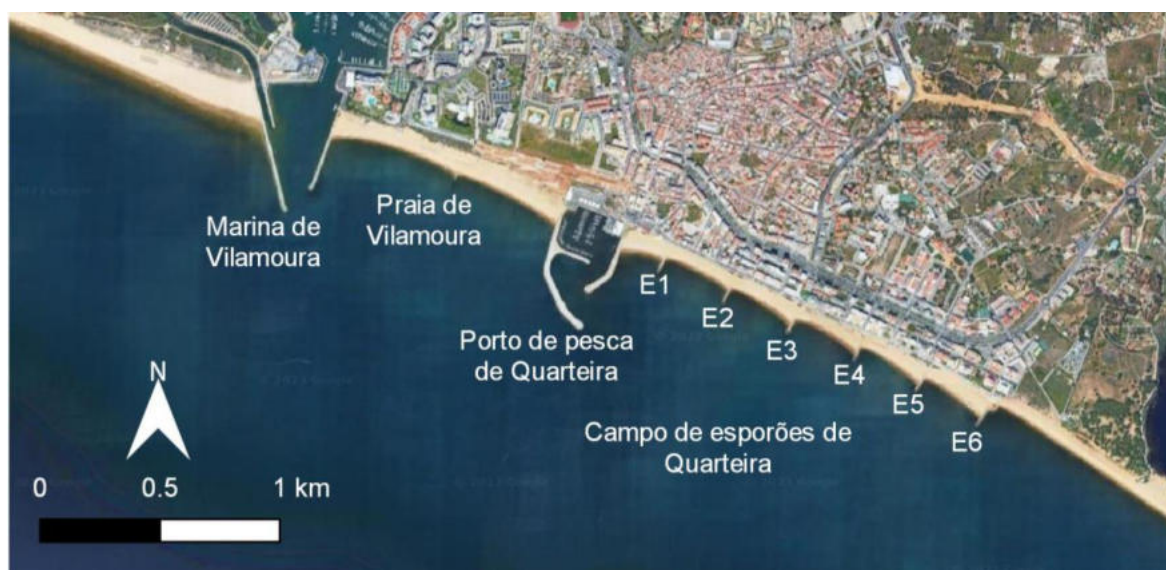 Marina de
Vilamoura
Praia de
Vilamoura
Porto de pesca
de Quarteira
E1
E2
E3
E4
E5
E6
Campo de esporões de
Quarteira
N
0 0.5 1 km